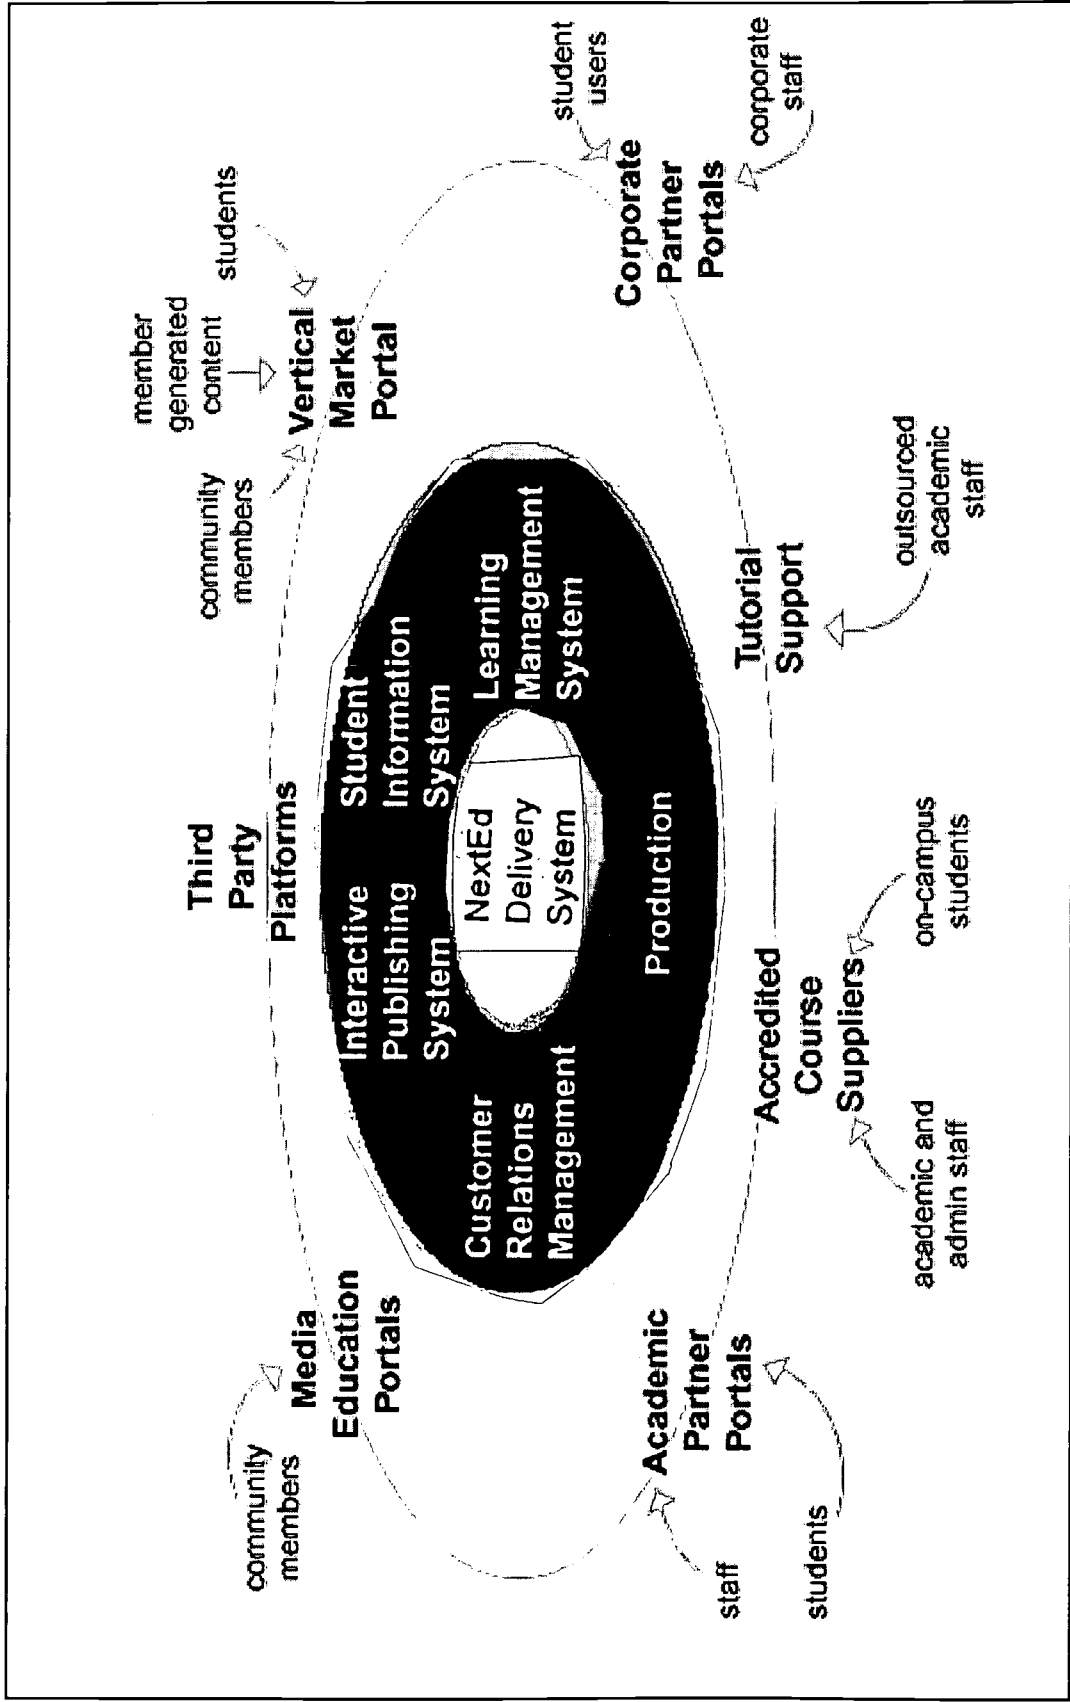 Third
Party
Platforms
member
generated
content
students
community
members
Vertical
Market
Portal
community
members
Media
Education
Portals
Interactive
Publishing
System
Student
Information
System
Customer
Relations
Management
NextEd
Delivery
System
Learning
Management
System
Production
student
users
Corporate
Partner
Portals
corporate
staff
Academic
Partner
Portals
staff
students
Accredited
Course
Suppliers
academic and
admin staff
on-campus
students
Tutorial
Support
outsourced
academic
staff